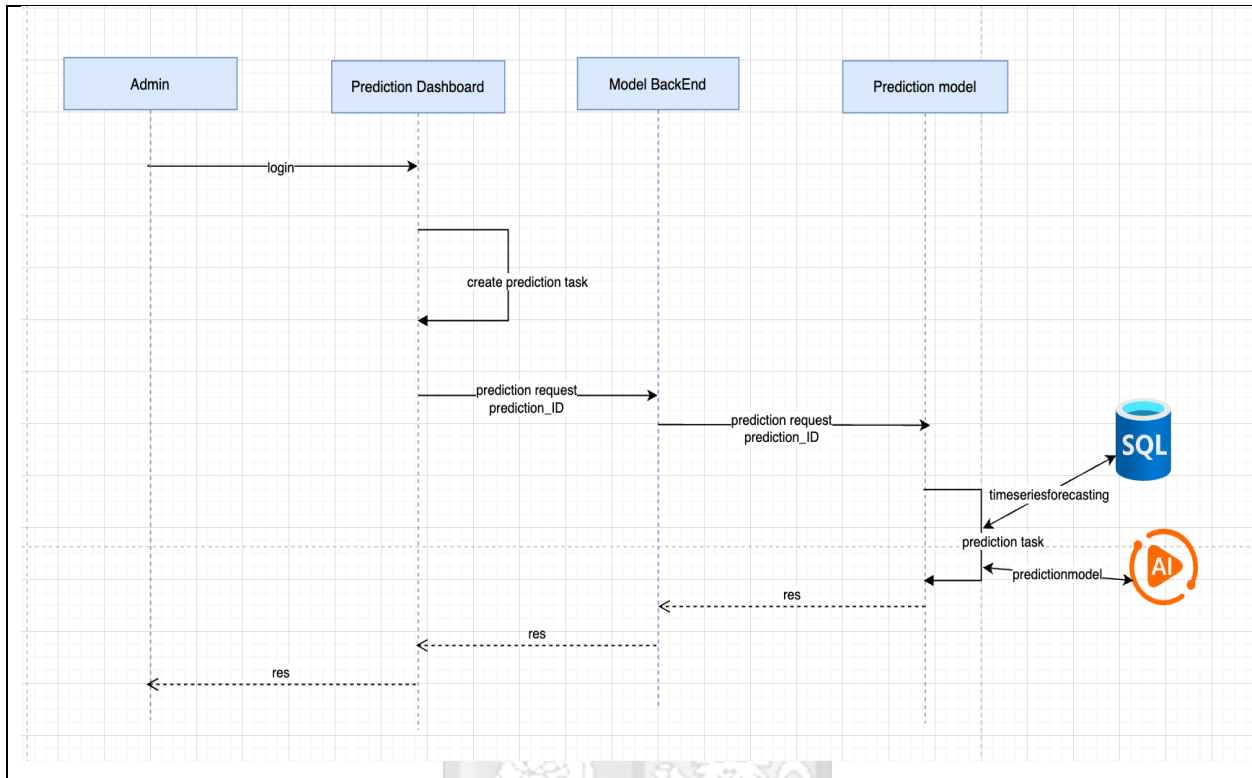 Admin
Prediction Dashboard
Model BackEnd
Prediction model
login
create prediction task
prediction request
prediction_ID
prediction request
prediction_ID
SQL
timeseriesforecasting
prediction task
AI
predictionmodel
res
res
res